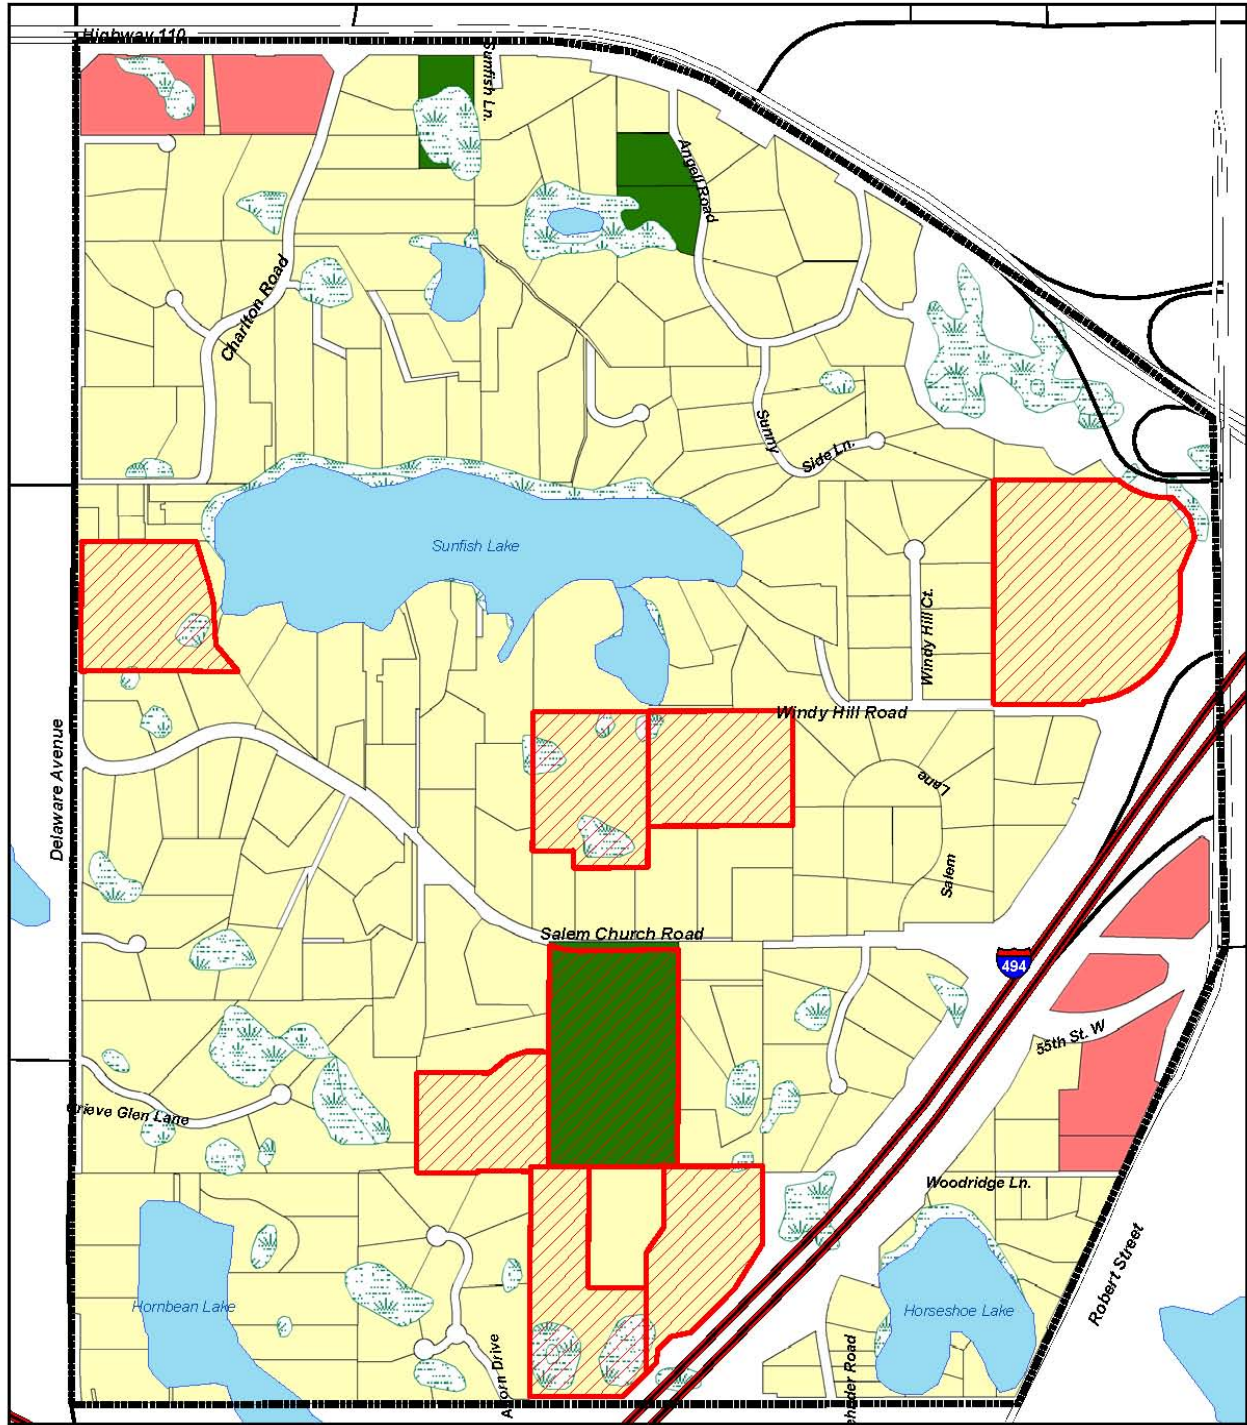 Highway 110
Sunfish Ln.
Angell Road
Charlton Road
Sunny
Side Ln.
Sunfish Lake
Windy Hill Ct.
Windy Hill Road
Delaware Avenue
Lane
Salem
Salem Church Road
494
55th St. W
Grieve Glen Lane
Woodridge Ln.
Robert Street
Hornbean Lake
Horseshoe Lake
Drive
Road